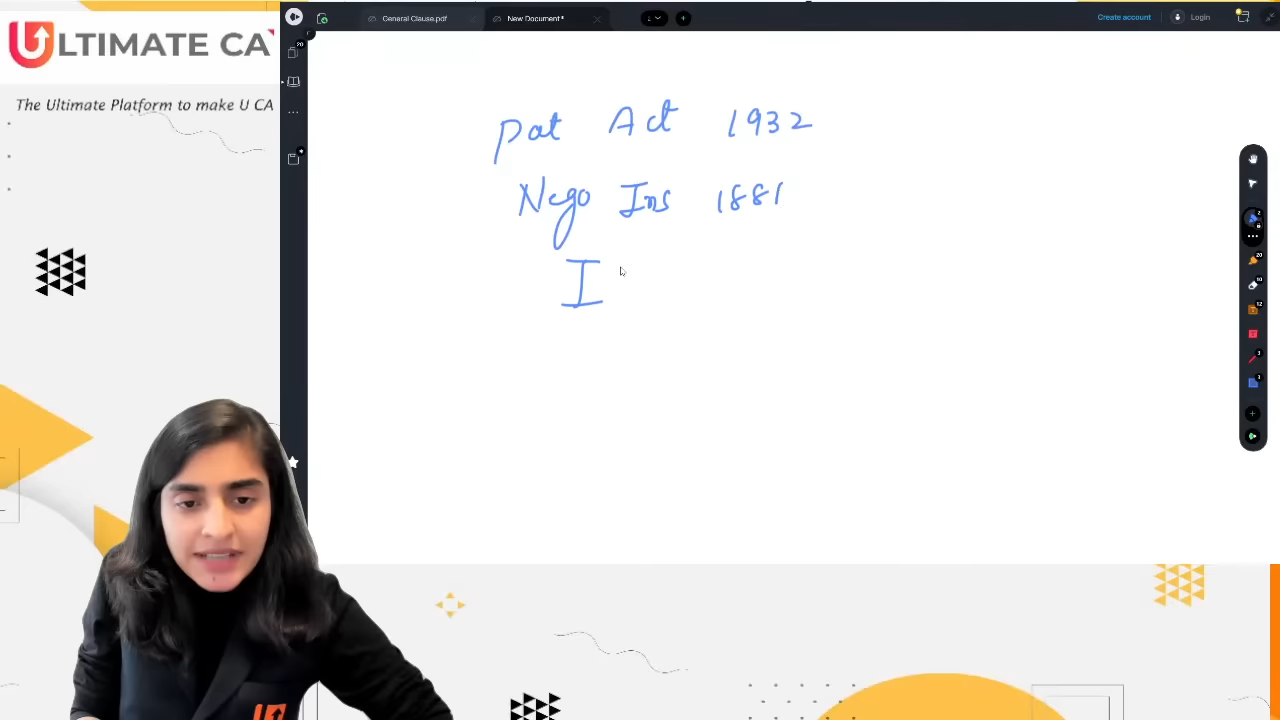 ULTIMATE CA
The Ultimate Platform to make U CA
General Clause.pdf
New Document*
Create account
Login
Pat Act 1932
Nego Ins 1881
I